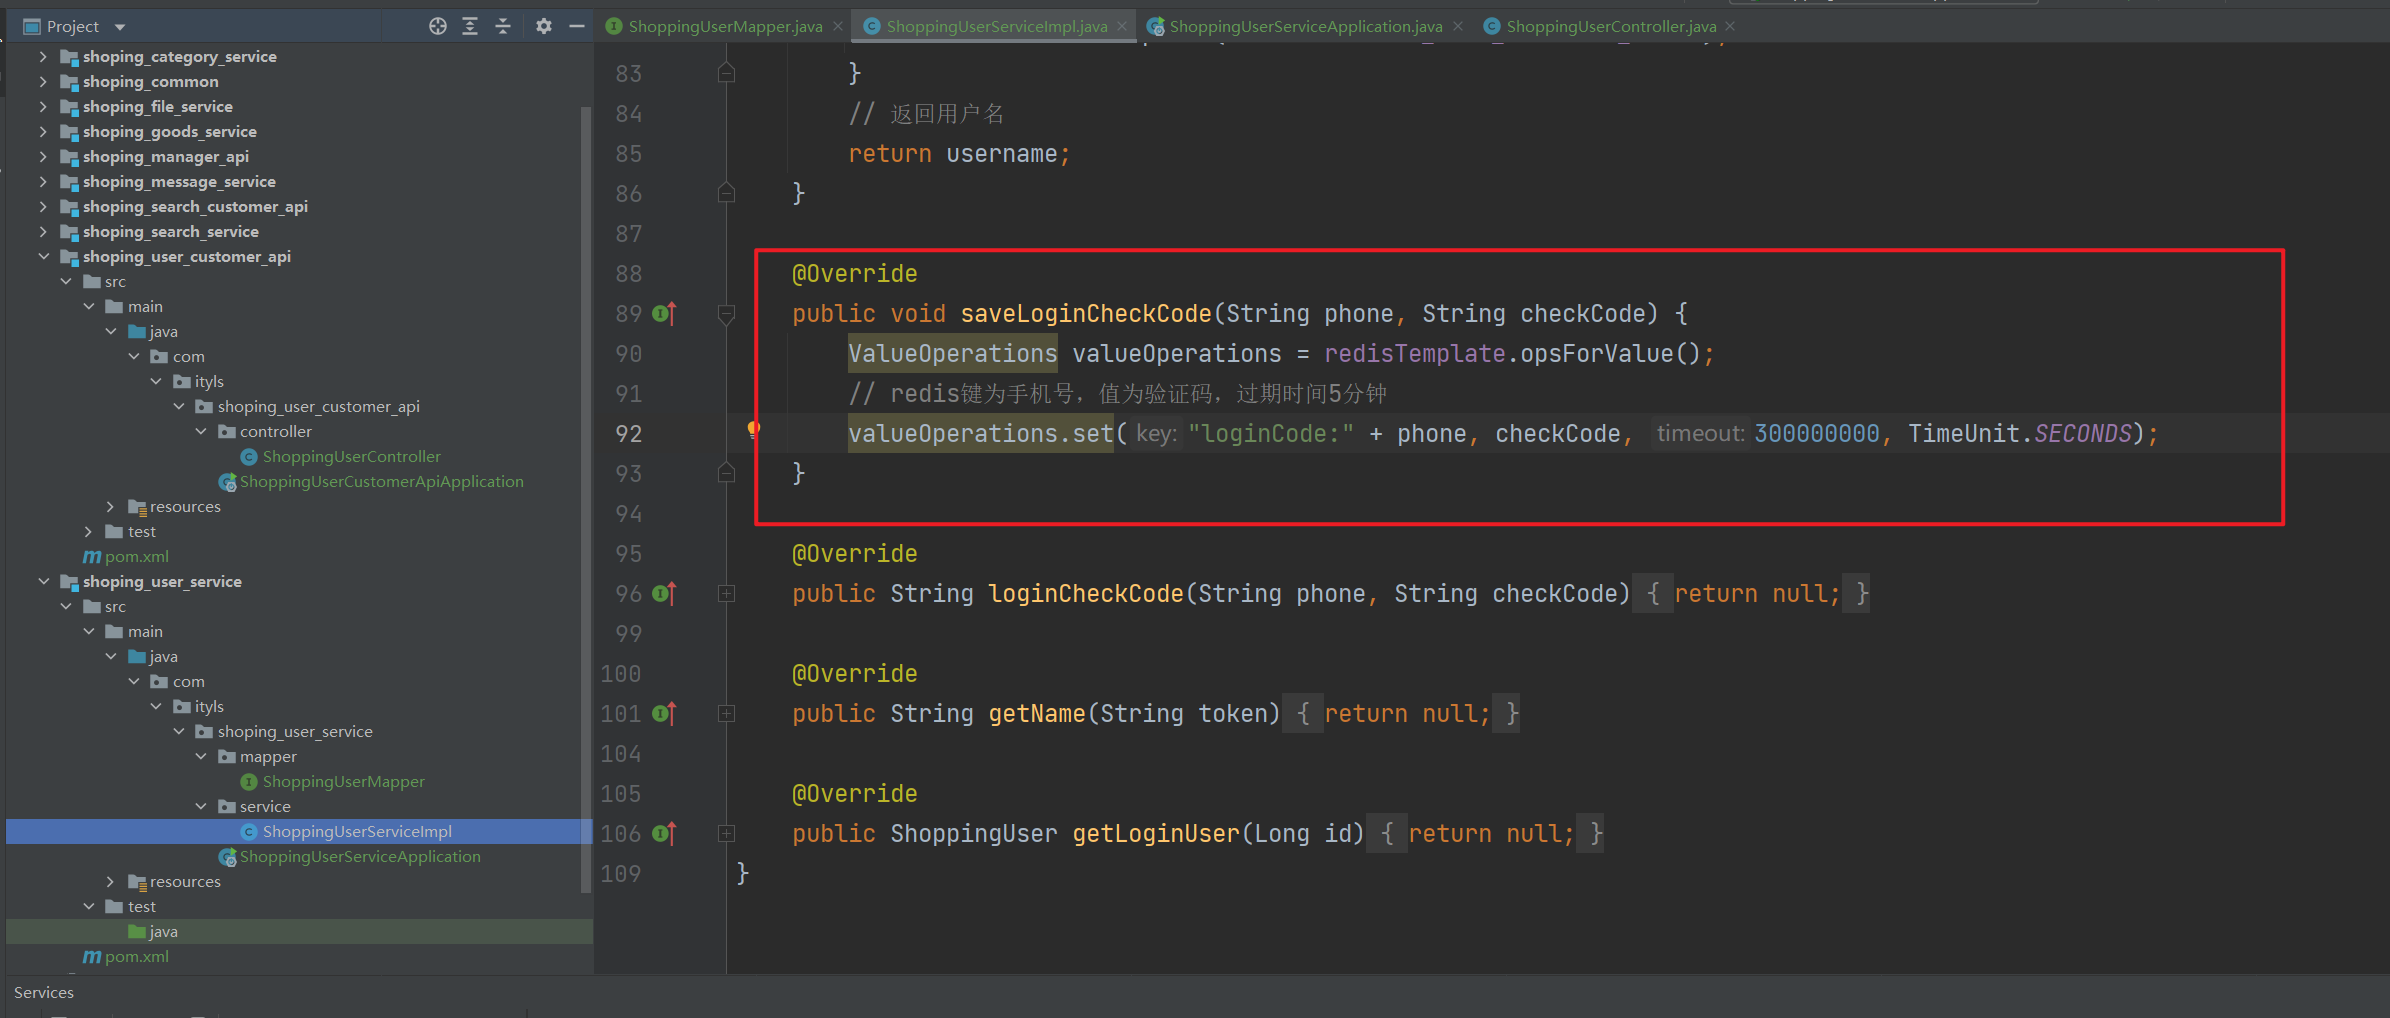 Project
ShoppingUserMapper.java
ShoppingUserServiceImpl.java
ShoppingUserServiceApplication.java
ShoppingUserController.java
shoping_category_service
shoping_common
shoping_file_service
shoping_goods_service
shoping_manager_api
shoping_message_service
shoping_search_customer_api
shoping_search_service
shoping_user_customer_api
src
main
java
com
ityls
shoping_user_customer_api
controller
ShoppingUserController
ShoppingUserCustomerApiApplication
resources
test
pom.xml
shoping_user_service
src
main
java
com
ityls
shoping_user_service
mapper
ShoppingUserMapper
service
ShoppingUserServiceImpl
ShoppingUserServiceApplication
resources
test
java
pom.xml
83 }
84 // 返回用户名
85 return username;
86 }
87
88 @Override
89 public void saveLoginCheckCode(String phone, String checkCode) {
90 ValueOperations valueOperations = redisTemplate.opsForValue();
91 // redis键为手机号，值为验证码，过期时间5分钟
92 valueOperations.set( key: "loginCode:" + phone, checkCode, timeout: 300000000, TimeUnit.SECONDS);
93 }
94
95 @Override
96 public String loginCheckCode(String phone, String checkCode) { return null; }
99
100 @Override
101 public String getName(String token) { return null; }
104
105 @Override
106 public ShoppingUser getLoginUser(Long id) { return null; }
109 }
Services